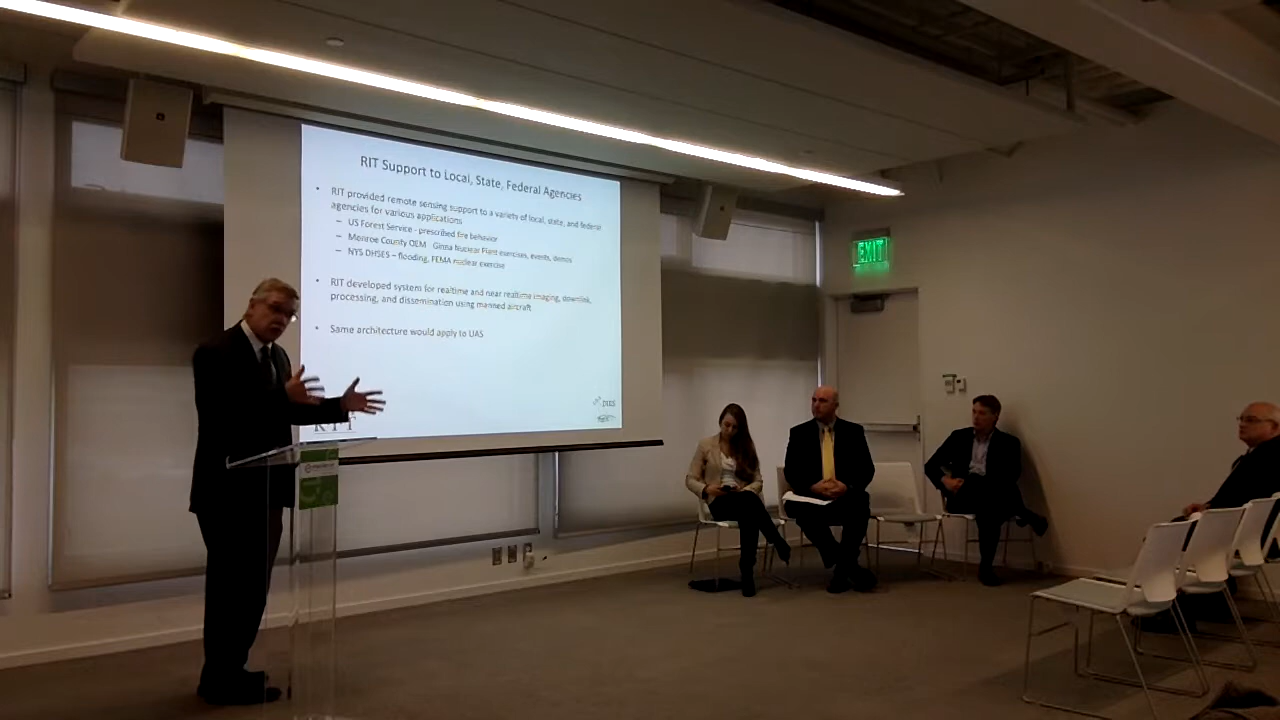 RIT Support to Local, State, Federal Agencies
• RIT provided remote sensing support to a variety of local, state, and federal
agencies for various applications
– US Forest Service - prescribed fire behavior
– Monroe County OEM - Ginna Nuclear Plant exercises, events, demos
– NYS DHSES – flooding, FEMA nuclear exercise
• RIT developed system for realtime and near realtime imaging, downlink,
processing, and dissemination using manned aircraft
• Same architecture would apply to UAS
DIRS
RIT
EXIT